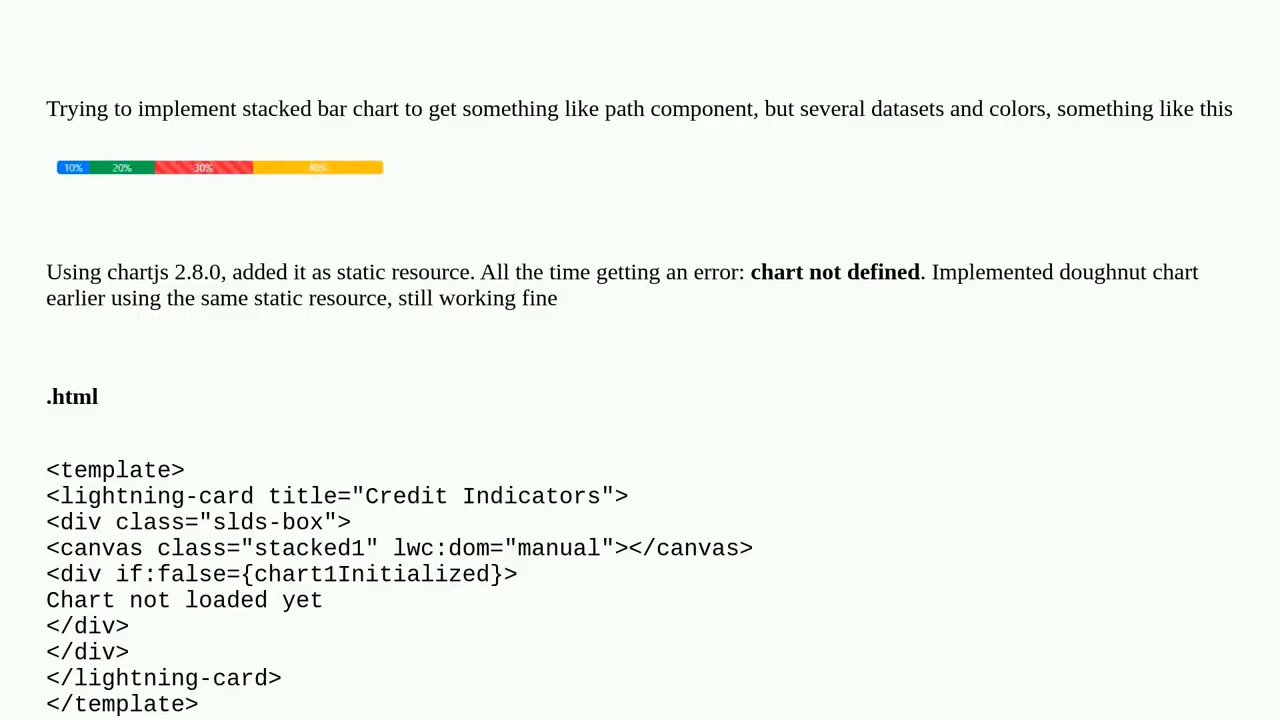 Trying to implement stacked bar chart to get something like path component, but several datasets and colors, something like this
10% 20% 30% 40%
Using chartjs 2.8.0, added it as static resource. All the time getting an error: chart not defined. Implemented doughnut chart
earlier using the same static resource, still working fine
.html
<template>
<lightning-card title="Credit Indicators">
<div class="slds-box">
<canvas class="stacked1" lwc:dom="manual"></canvas>
<div if:false={chart1Initialized}>
Chart not loaded yet
</div>
</div>
</lightning-card>
</template>